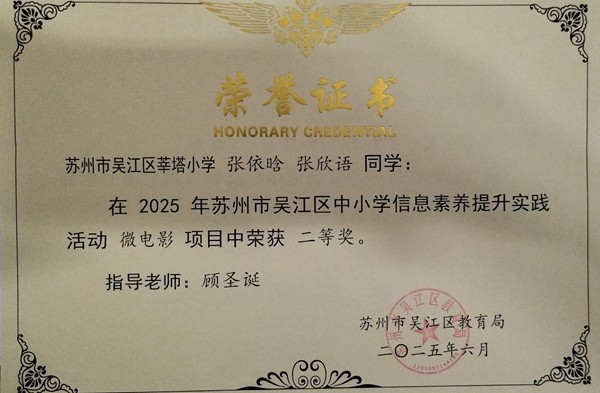 荣誉证书
HONORARY CREDENTIAL
苏州市吴江区莘塔小学 张依晗 张欣语 同学：
在 2025 年苏州市吴江区中小学信息素养提升实践
活动 微电影 项目中荣获 二等奖。
指导老师：顾圣诞
苏州市吴江区教育局
二〇二五年六月